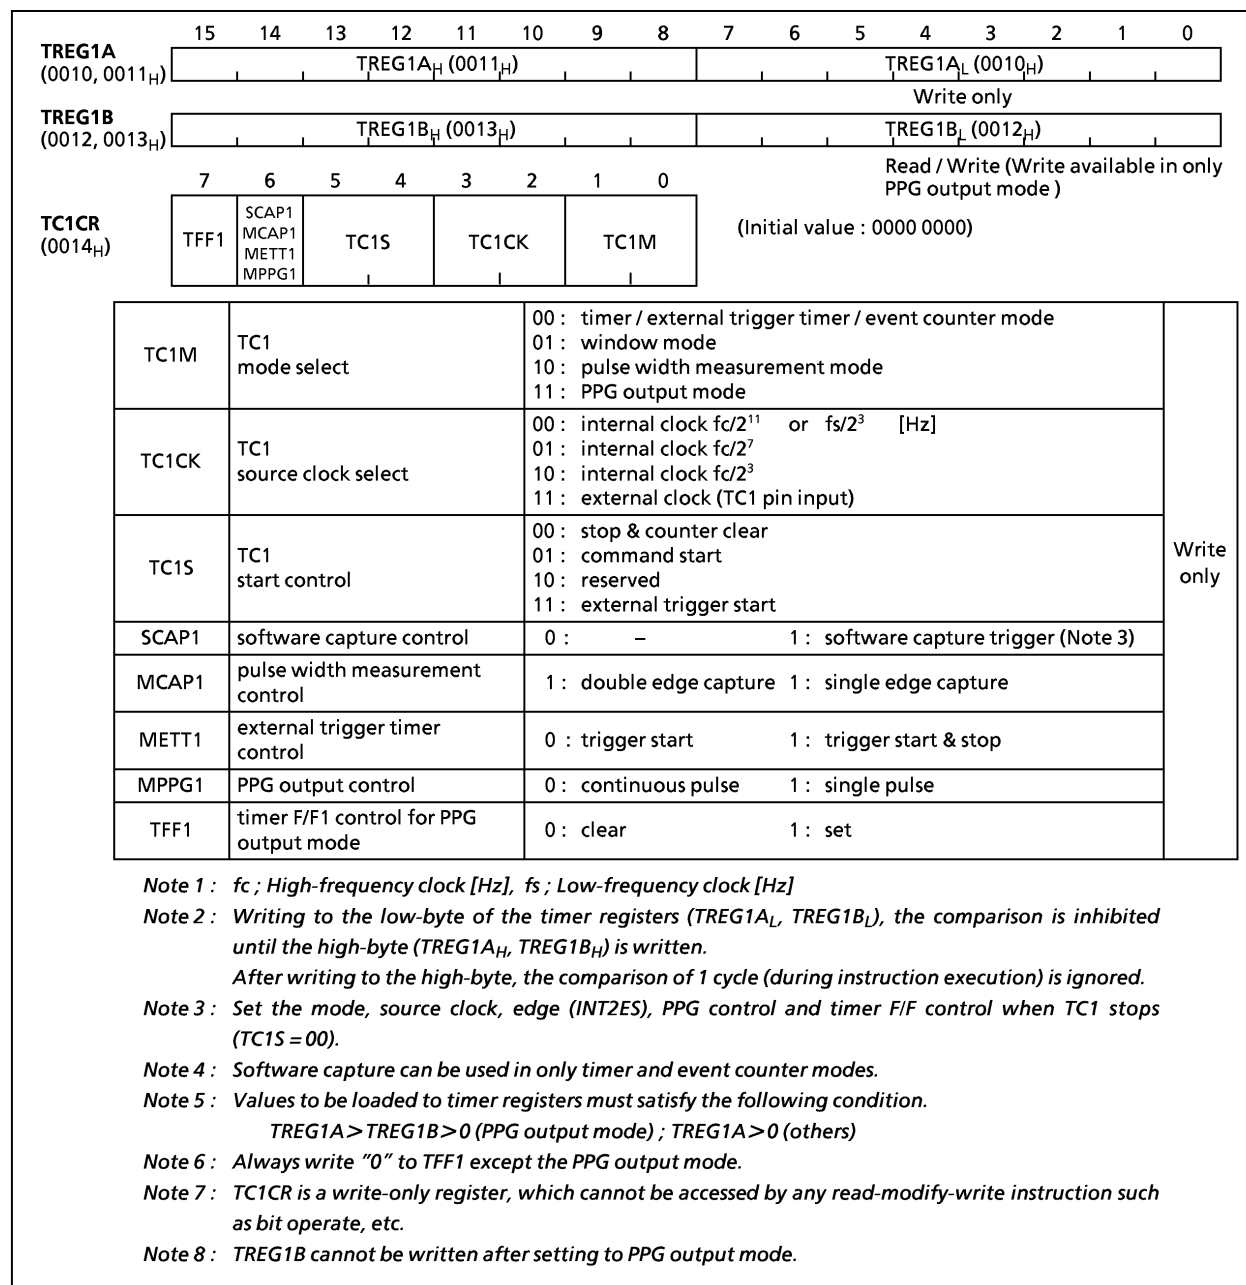 15 14 13 12 11 10 9 8 7 6 5 4 3 2 1 0
TREG1A
(0010, 0011H)
TREG1AH (0011H) TREG1AL (0010H)
Write only
TREG1B
(0012, 0013H)
TREG1BH (0013H) TREG1BL (0012H)
Read / Write (Write available in only
PPG output mode )
7 6 5 4 3 2 1 0
TC1CR
(0014H)
TFF1
SCAP1
MCAP1
METT1
MPPG1
TC1S TC1CK TC1M
(Initial value : 0000 0000)
TC1M
TC1
mode select
00 : timer / external trigger timer / event counter mode
01 : window mode
10 : pulse width measurement mode
11 : PPG output mode
TC1CK
TC1
source clock select
00 : internal clock fc/2¹¹ or fs/2³ [Hz]
01 : internal clock fc/2⁷
10 : internal clock fc/2³
11 : external clock (TC1 pin input)
TC1S
TC1
start control
00 : stop & counter clear
01 : command start
10 : reserved
11 : external trigger start
Write
only
SCAP1 software capture control 0 : – 1 : software capture trigger (Note 3)
MCAP1
pulse width measurement
control
1 : double edge capture 1 : single edge capture
METT1
external trigger timer
control
0 : trigger start 1 : trigger start & stop
MPPG1 PPG output control 0 : continuous pulse 1 : single pulse
TFF1
timer F/F1 control for PPG
output mode
0 : clear 1 : set
Note 1 : fc ; High-frequency clock [Hz], fs ; Low-frequency clock [Hz]
Note 2 : Writing to the low-byte of the timer registers (TREG1AL, TREG1BL), the comparison is inhibited
until the high-byte (TREG1AH, TREG1BH) is written.
After writing to the high-byte, the comparison of 1 cycle (during instruction execution) is ignored.
Note 3 : Set the mode, source clock, edge (INT2ES), PPG control and timer F/F control when TC1 stops
(TC1S = 00).
Note 4 : Software capture can be used in only timer and event counter modes.
Note 5 : Values to be loaded to timer registers must satisfy the following condition.
TREG1A > TREG1B > 0 (PPG output mode) ; TREG1A > 0 (others)
Note 6 : Always write "0" to TFF1 except the PPG output mode.
Note 7 : TC1CR is a write-only register, which cannot be accessed by any read-modify-write instruction such
as bit operate, etc.
Note 8 : TREG1B cannot be written after setting to PPG output mode.